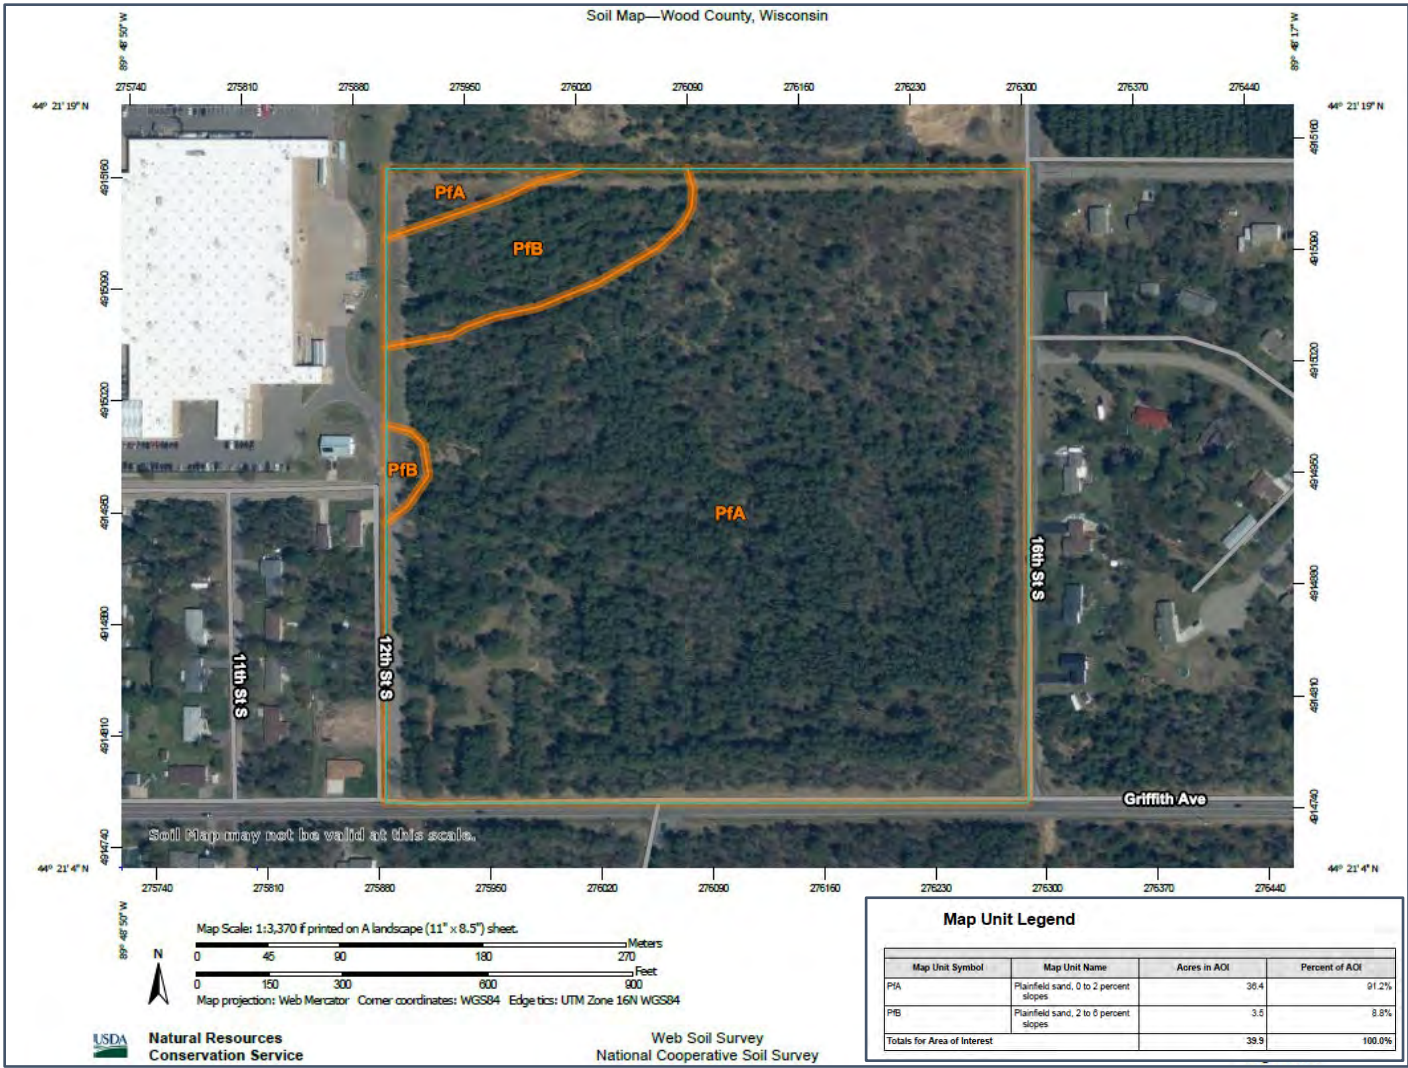 Soil Map—Wood County, Wisconsin
89° 48' 50" W
89° 48' 17" W
275740 275810 275880 275950 276020 276090 276160 276230 276300 276370 276440
44° 21' 19" N
44° 21' 19" N
4915160
4915090
4915020
4914950
4914880
4914810
4914740
4915160
4915090
4915020
4914950
4914880
4914810
4914740
PfA
PfB
PfB
PfA
16th St S
12th St S
11th St S
Griffith Ave
Soil Map may not be valid at this scale.
44° 21' 4" N
44° 21' 4" N
275740 275810 275880 275950 276020 276090 276160 276230 276300 276370 276440
89° 48' 50" W
N
Map Scale: 1:3,370 if printed on A landscape (11" x 8.5") sheet.
Meters
0 45 90 180 270
Feet
0 150 300 600 900
Map projection: Web Mercator Corner coordinates: WGS84 Edge tics: UTM Zone 16N WGS84
USDA
Natural Resources
Conservation Service
Web Soil Survey
National Cooperative Soil Survey
Map Unit Legend
Map Unit Symbol Map Unit Name Acres in AOI Percent of AOI
PfA Plainfield sand, 0 to 2 percent slopes 36.4 91.2%
PfB Plainfield sand, 2 to 6 percent slopes 3.5 8.8%
Totals for Area of Interest 39.9 100.0%